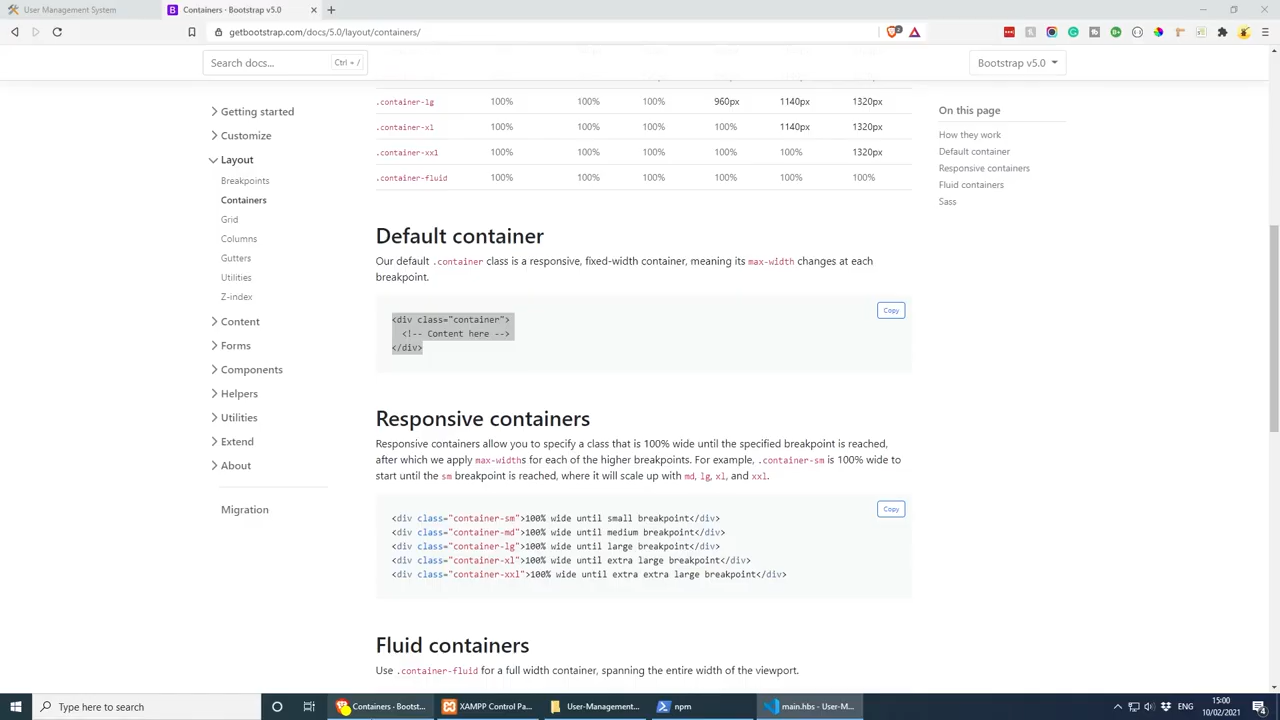 User Management System
Containers · Bootstrap v5.0
getbootstrap.com/docs/5.0/layout/containers/
Search docs...
Ctrl + /
Bootstrap v5.0
Getting started
Customize
Layout
Breakpoints
Containers
Grid
Columns
Gutters
Utilities
Z-index
Content
Forms
Components
Helpers
Utilities
Extend
About
Migration
.container-lg 100% 100% 100% 960px 1140px 1320px
.container-xl 100% 100% 100% 100% 1140px 1320px
.container-xxl 100% 100% 100% 100% 100% 1320px
.container-fluid 100% 100% 100% 100% 100% 100%
Default container
Our default .container class is a responsive, fixed-width container, meaning its max-width changes at each
breakpoint.
Copy
<div class="container">
<!-- Content here -->
</div>
Responsive containers
Responsive containers allow you to specify a class that is 100% wide until the specified breakpoint is reached,
after which we apply max-widths for each of the higher breakpoints. For example, .container-sm is 100% wide to
start until the sm breakpoint is reached, where it will scale up with md, lg, xl, and xxl.
Copy
<div class="container-sm">100% wide until small breakpoint</div>
<div class="container-md">100% wide until medium breakpoint</div>
<div class="container-lg">100% wide until large breakpoint</div>
<div class="container-xl">100% wide until extra large breakpoint</div>
<div class="container-xxl">100% wide until extra extra large breakpoint</div>
Fluid containers
Use .container-fluid for a full width container, spanning the entire width of the viewport.
On this page
How they work
Default container
Responsive containers
Fluid containers
Sass
Type here to search
Containers · Bootst...
XAMPP Control Pa...
User-Management...
npm
main.hbs - User-M...
ENG
15:00
10/02/2021